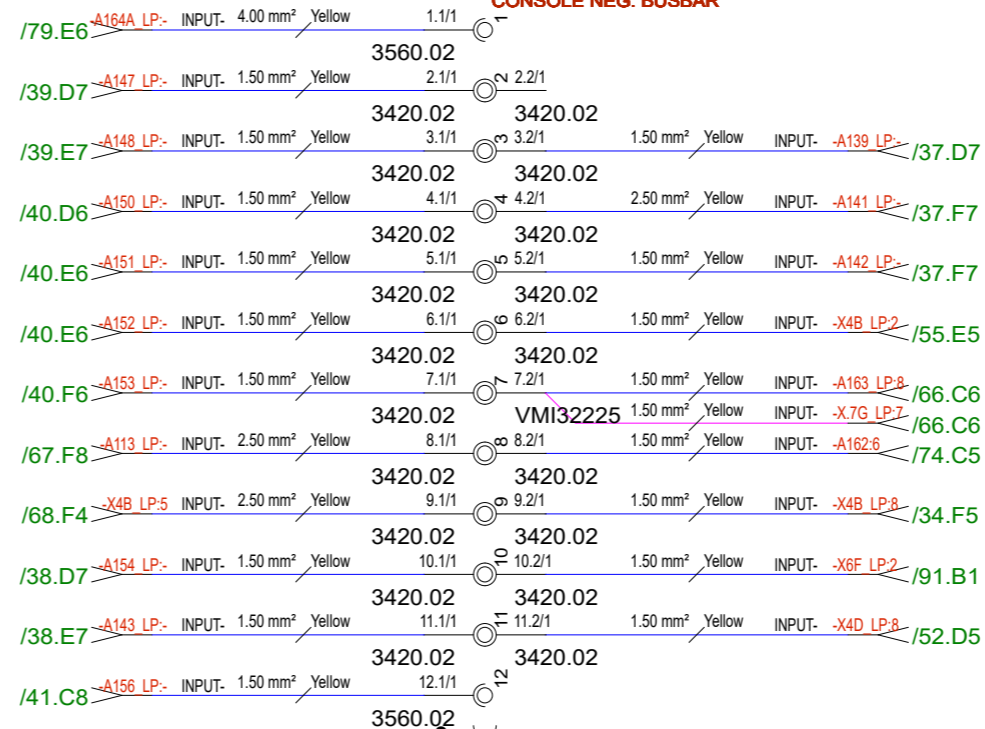 CONSOLE NEG. BUSBAR
/79.E6 -A164A_LP:- INPUT- 4.00 mm² Yellow 1.1/1 1
3560.02
/39.D7 -A147_LP:- INPUT- 1.50 mm² Yellow 2.1/1 2 2.2/1
3420.02 3420.02
/39.E7 -A148_LP:- INPUT- 1.50 mm² Yellow 3.1/1 3 3.2/1 1.50 mm² Yellow INPUT- -A139_LP:- /37.D7
3420.02 3420.02
/40.D6 -A150_LP:- INPUT- 1.50 mm² Yellow 4.1/1 4 4.2/1 2.50 mm² Yellow INPUT- -A141_LP:- /37.F7
3420.02 3420.02
/40.E6 -A151_LP:- INPUT- 1.50 mm² Yellow 5.1/1 5 5.2/1 1.50 mm² Yellow INPUT- -A142_LP:- /37.F7
3420.02 3420.02
/40.E6 -A152_LP:- INPUT- 1.50 mm² Yellow 6.1/1 6 6.2/1 1.50 mm² Yellow INPUT- -X4B_LP:2 /55.E5
3420.02 3420.02
/40.F6 -A153_LP:- INPUT- 1.50 mm² Yellow 7.1/1 7 7.2/1 1.50 mm² Yellow INPUT- -A163_LP:8 /66.C6
3420.02 VMI32225 1.50 mm² Yellow INPUT- -X.7G_LP:7 /66.C6
/67.F8 -A113_LP:- INPUT- 2.50 mm² Yellow 8.1/1 8 8.2/1 1.50 mm² Yellow INPUT- -A162:6 /74.C5
3420.02 3420.02
/68.F4 -X4B_LP:5 INPUT- 2.50 mm² Yellow 9.1/1 9 9.2/1 1.50 mm² Yellow INPUT- -X4B_LP:8 /34.F5
3420.02 3420.02
/38.D7 -A154_LP:- INPUT- 1.50 mm² Yellow 10.1/1 10 10.2/1 1.50 mm² Yellow INPUT- -X6F_LP:2 /91.B1
3420.02 3420.02
/38.E7 -A143_LP:- INPUT- 1.50 mm² Yellow 11.1/1 11 11.2/1 1.50 mm² Yellow INPUT- -X4D_LP:8 /52.D5
3420.02 3420.02
/41.C8 -A156_LP:- INPUT- 1.50 mm² Yellow 12.1/1 12
3560.02